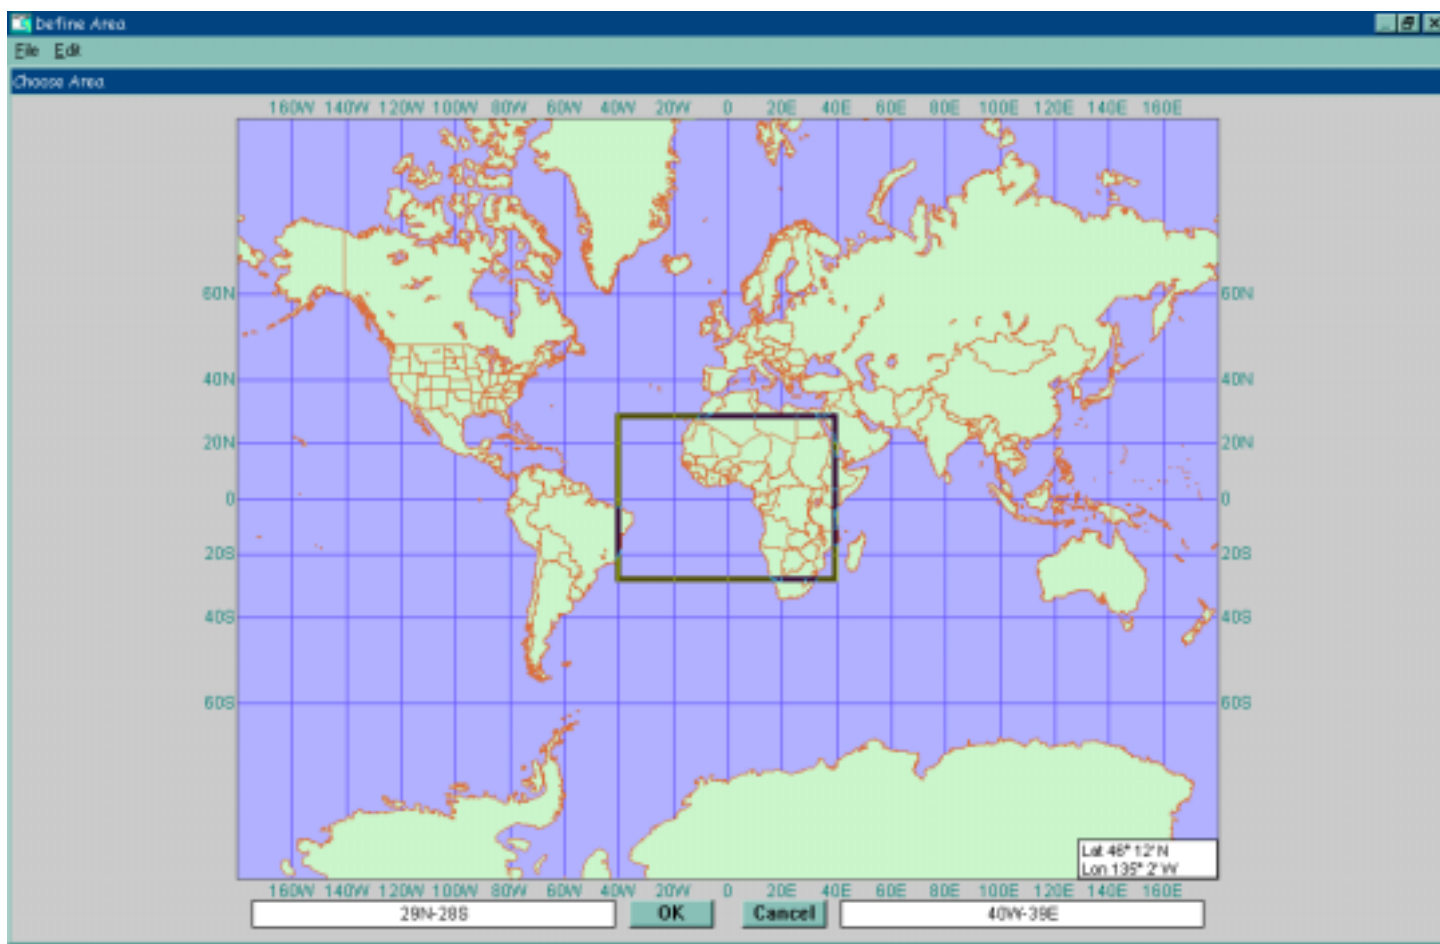 Define Area
File Edit
Choose Area
160W 140W 120W 100W 80W 60W 40W 20W 0 20E 40E 60E 80E 100E 120E 140E 160E
60N 60N
40N 40N
20N 20N
0 0
20S 20S
40S 40S
60S 60S
Lat 46° 12' N
Lon 135° 2' W
160W 140W 120W 100W 80W 60W 40W 20W 0 20E 40E 60E 80E 100E 120E 140E 160E
29N-28S OK Cancel 40W-39E